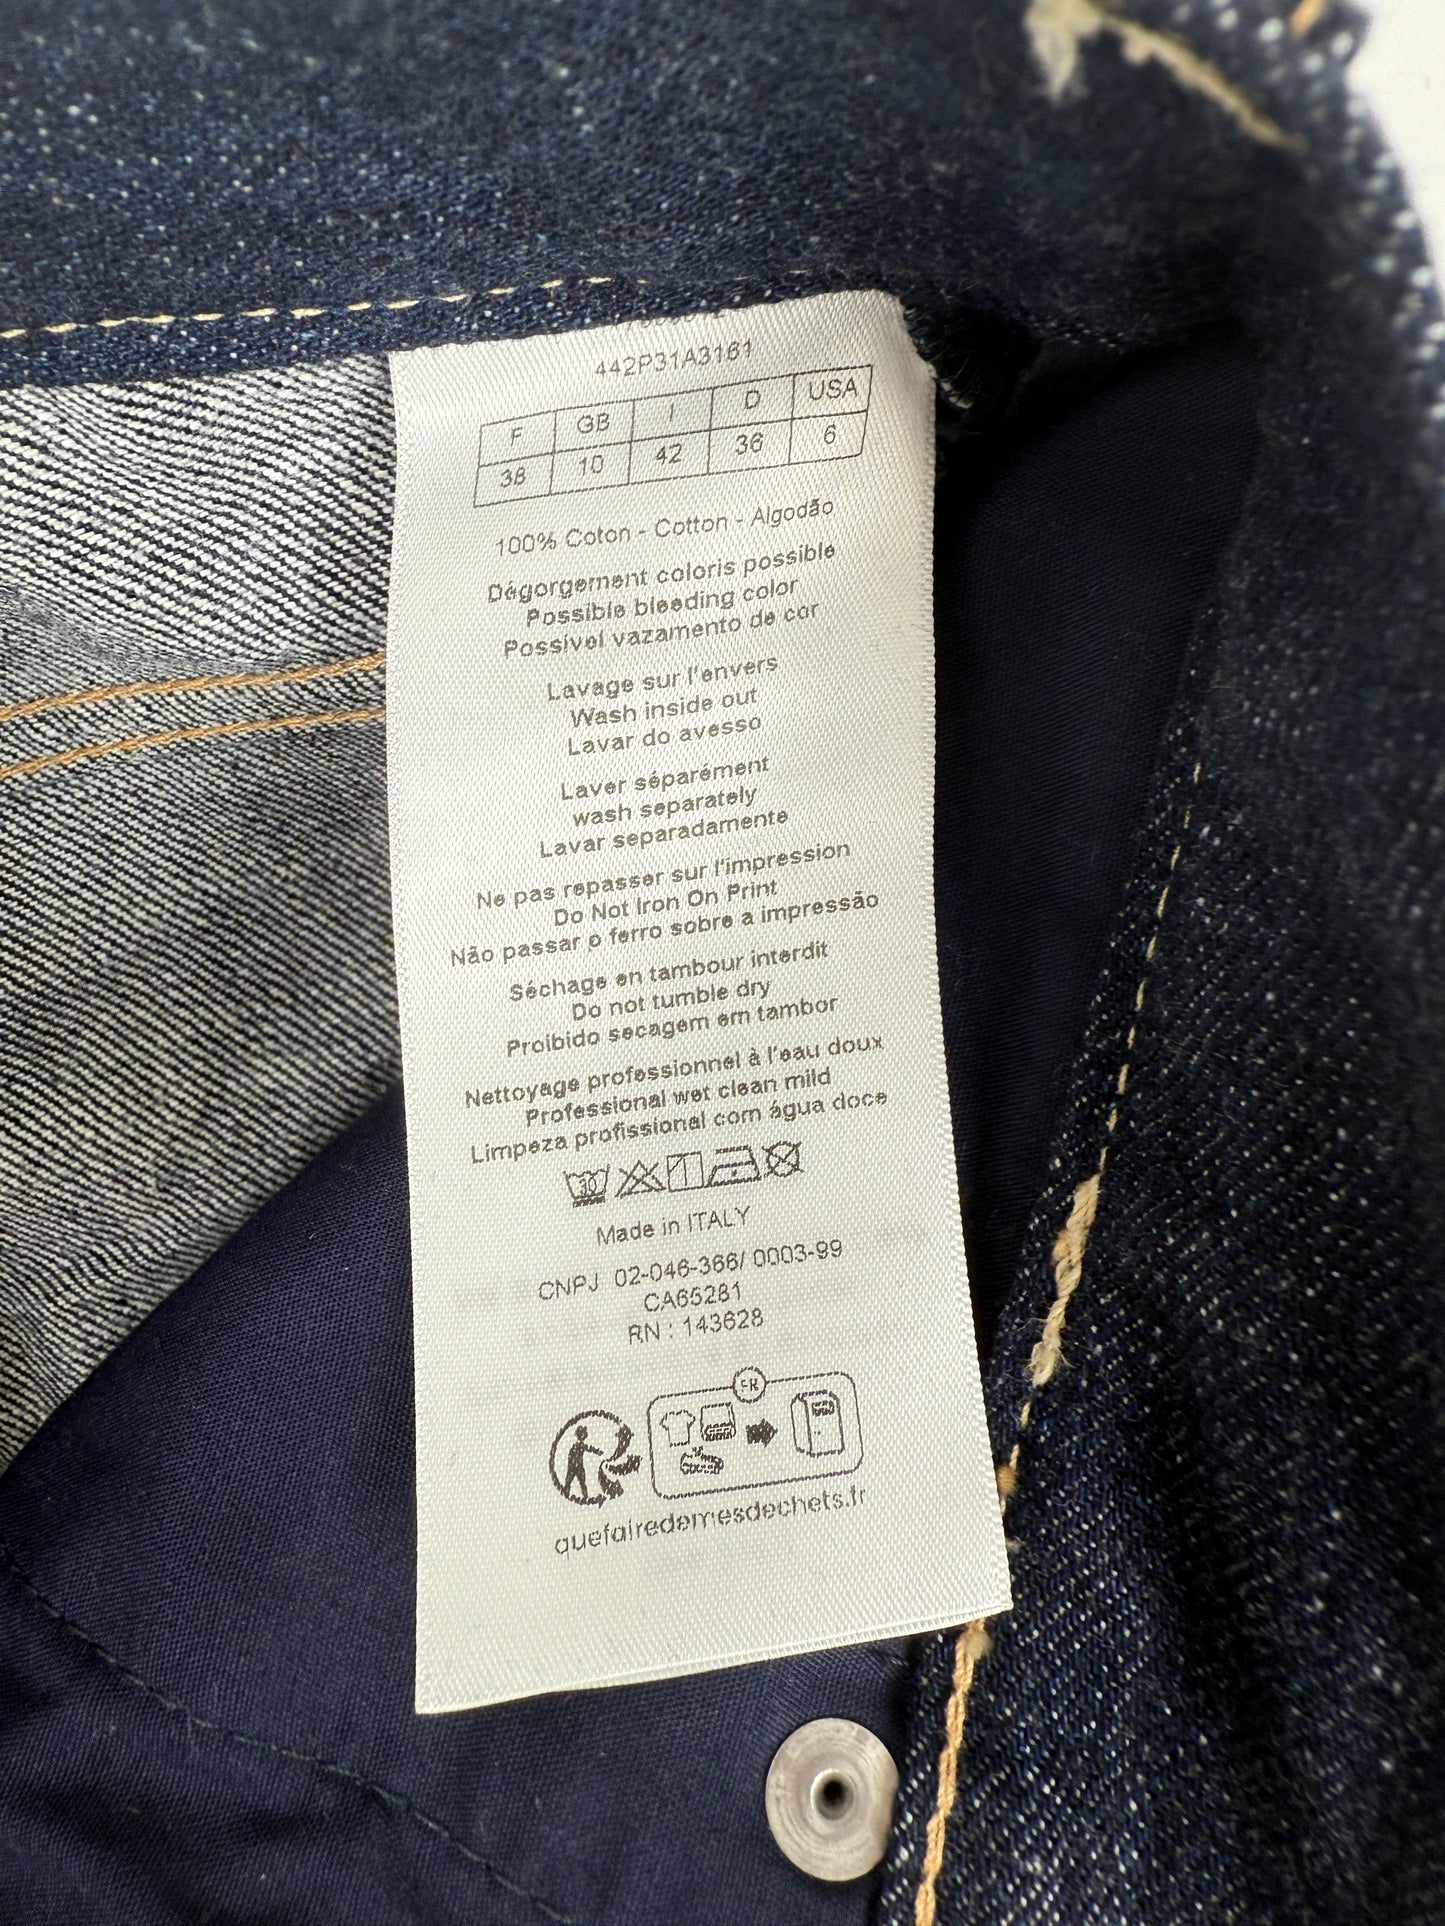 442P31A3161
F GB I D USA
38 10 42 36 6
100% Coton - Cotton - Algodão
Dégorgement coloris possible
Possible bleeding color
Possivel vazamento de cor
Lavage sur l'envers
Wash inside out
Lavar do avesso
Laver séparément
wash separately
Lavar separadamente
Ne pas repasser sur l'impression
Do Not Iron On Print
Não passar o ferro sobre a impressão
Séchage en tambour interdit
Do not tumble dry
Proibido secagem em tambor
Nettoyage professionnel à l'eau doux
Professional wet clean mild
Limpeza profissional com água doce
30
Made in ITALY
CNPJ 02-046-366/ 0003-99
CA65281
RN : 143628
FR
quefairedemesdechets.fr